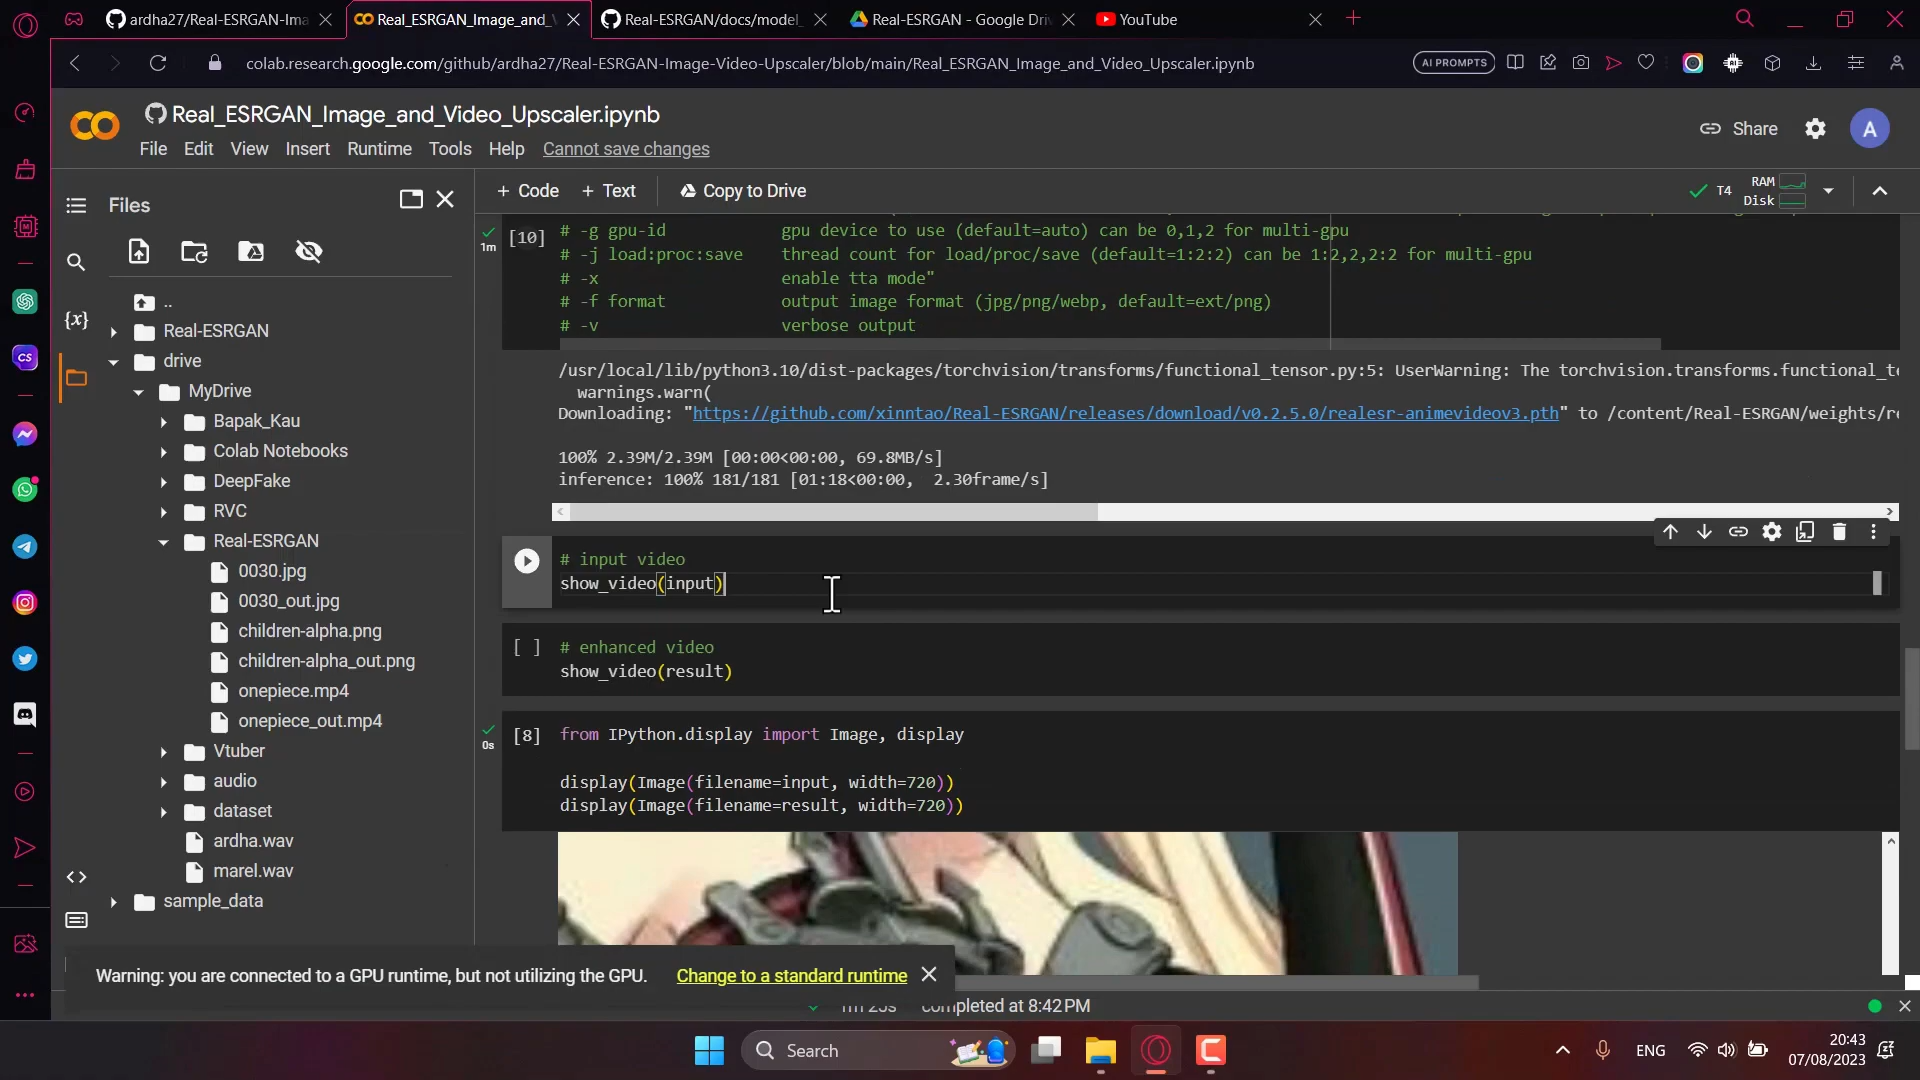 ardha27/Real-ESRGAN-Ima
Real_ESRGAN_Image_and_V
Real-ESRGAN/docs/model_
Real-ESRGAN - Google Driv
YouTube
colab.research.google.com/github/ardha27/Real-ESRGAN-Image-Video-Upscaler/blob/main/Real_ESRGAN_Image_and_Video_Upscaler.ipynb
AI PROMPTS
AI
Real_ESRGAN_Image_and_Video_Upscaler.ipynb
File Edit View Insert Runtime Tools Help Cannot save changes
Share
A
+ Code + Text Copy to Drive
T4
RAM
Disk
Files
..
Real-ESRGAN
drive
MyDrive
Bapak_Kau
Colab Notebooks
DeepFake
RVC
Real-ESRGAN
0030.jpg
0030_out.jpg
children-alpha.png
children-alpha_out.png
onepiece.mp4
onepiece_out.mp4
Vtuber
audio
dataset
ardha.wav
marel.wav
sample_data
{x}
CS
1m
[10]
# -g gpu-id gpu device to use (default=auto) can be 0,1,2 for multi-gpu
# -j load:proc:save thread count for load/proc/save (default=1:2:2) can be 1:2,2,2:2 for multi-gpu
# -x enable tta mode"
# -f format output image format (jpg/png/webp, default=ext/png)
# -v verbose output
/usr/local/lib/python3.10/dist-packages/torchvision/transforms/functional_tensor.py:5: UserWarning: The torchvision.transforms.functional_te
warnings.warn(
Downloading: "https://github.com/xinntao/Real-ESRGAN/releases/download/v0.2.5.0/realesr-animevideov3.pth" to /content/Real-ESRGAN/weights/re
100% 2.39M/2.39M [00:00<00:00, 69.8MB/s]
inference: 100% 181/181 [01:18<00:00, 2.30frame/s]
# input video
show_video(input)
[ ]
# enhanced video
show_video(result)
0s
[8]
from IPython.display import Image, display
display(Image(filename=input, width=720))
display(Image(filename=result, width=720))
Warning: you are connected to a GPU runtime, but not utilizing the GPU. Change to a standard runtime
1m 25s completed at 8:42 PM
Search
ENG
20:43
07/08/2023